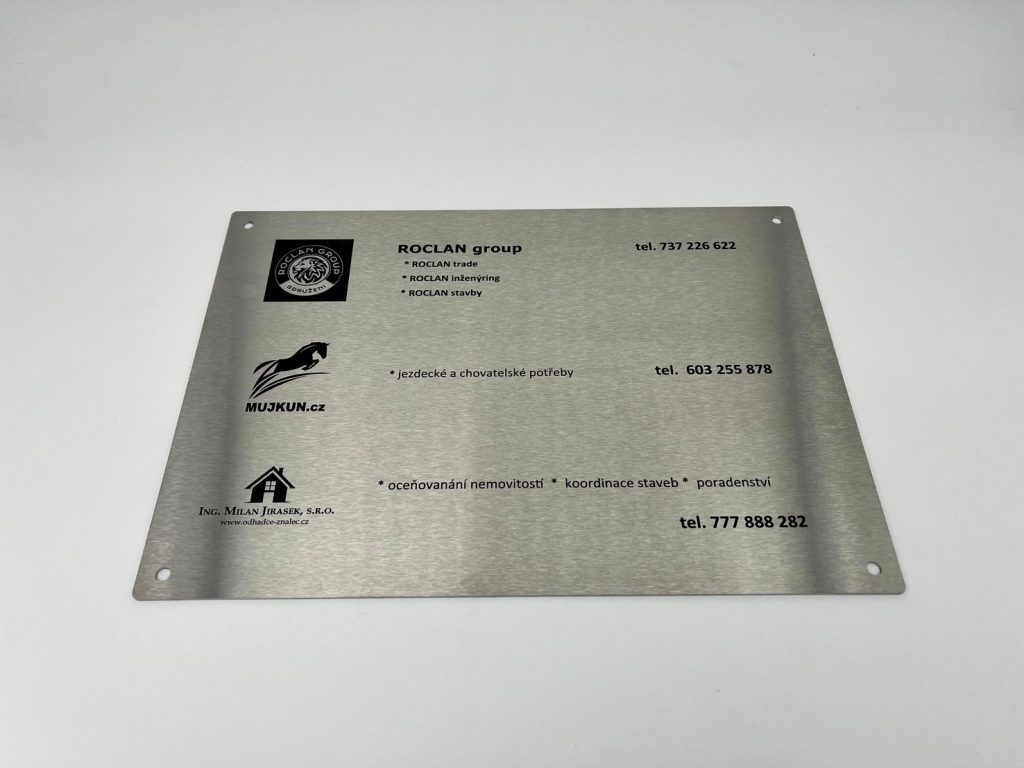 ROCLAN GROUP
SDRUŽENÍ
ROCLAN group
tel. 737 226 622
* ROCLAN trade
* ROCLAN inženýring
* ROCLAN stavby
MUJKUN.cz
* jezdecké a chovatelské potřeby
tel. 603 255 878
ING. MILAN JIRASEK, S.R.O.
www.odhadce-znalec.cz
* oceňovanání nemovitostí * koordinace staveb * poradenství
tel. 777 888 282